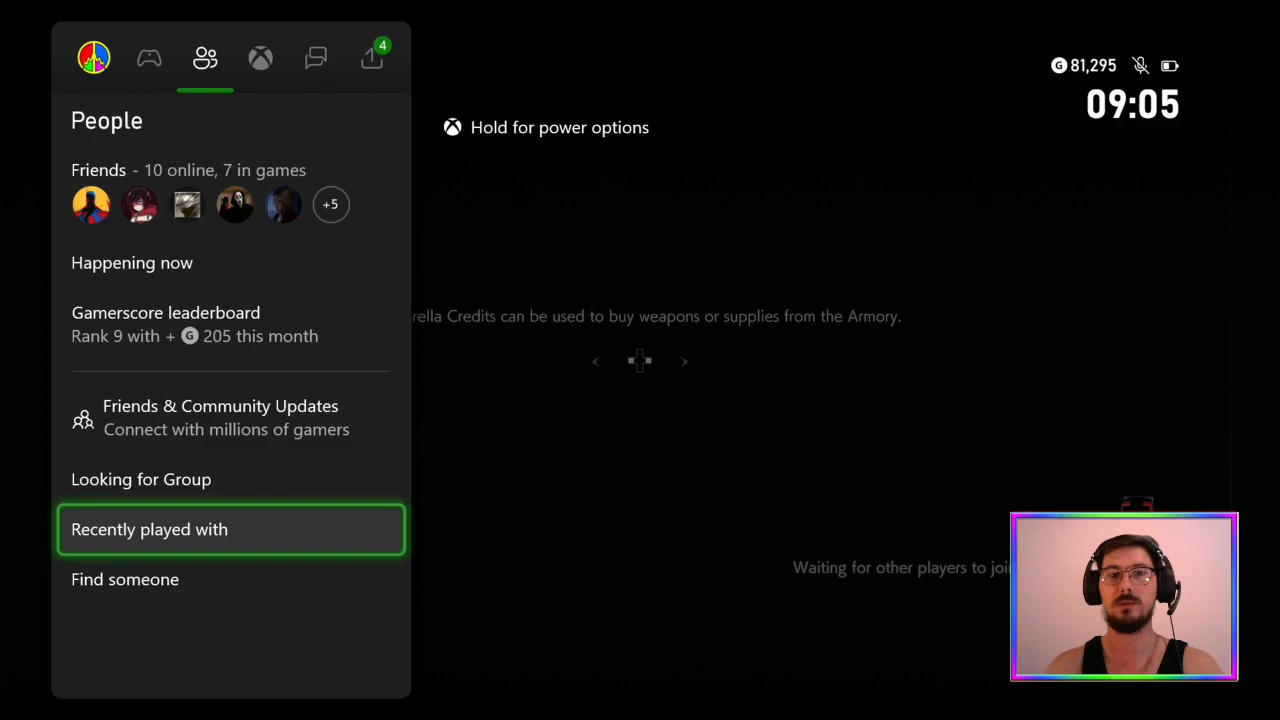 4
G 81,295
09:05
People
Hold for power options
Friends - 10 online, 7 in games
+5
Happening now
Gamerscore leaderboard
Rank 9 with + G 205 this month
Credits can be used to buy weapons or supplies from the Armory.
Friends & Community Updates
Connect with millions of gamers
Looking for Group
Recently played with
Waiting for other players to
Find someone